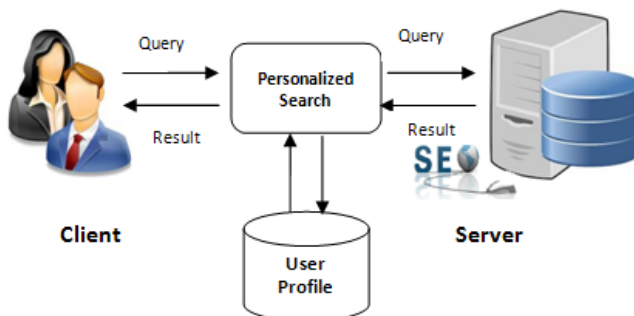 Query
Query
Personalized
Search
Result
Result
SEO
Client
Server
User
Profile